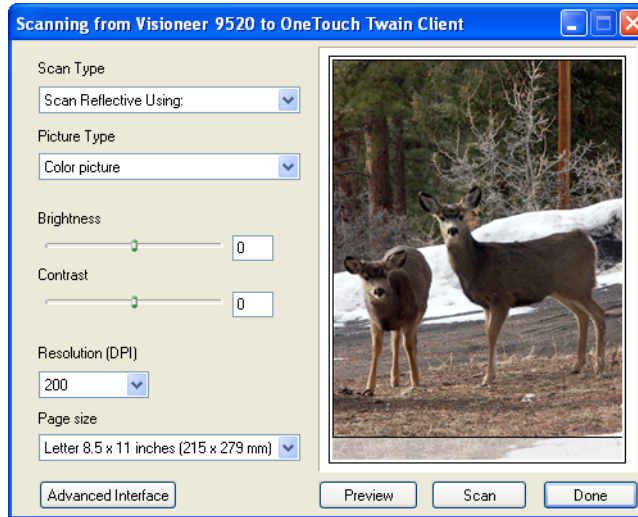 Scanning from Visioneer 9520 to OneTouch Twain Client
Scan Type
Scan Reflective Using:
Picture Type
Color picture
Brightness
0
Contrast
0
Resolution (DPI)
200
Page size
Letter 8.5 x 11 inches (215 x 279 mm)
Advanced Interface
Preview
Scan
Done